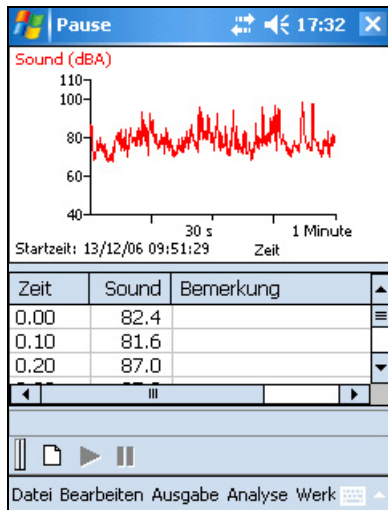 Pause 17:32
Sound (dBA)
110
100
80
60
40
30 s 1 Minute
Startzeit: 13/12/06 09:51:29 Zeit
Zeit Sound Bemerkung
0.00 82.4
0.10 81.6
0.20 87.0
Datei Bearbeiten Ausgabe Analyse Werk